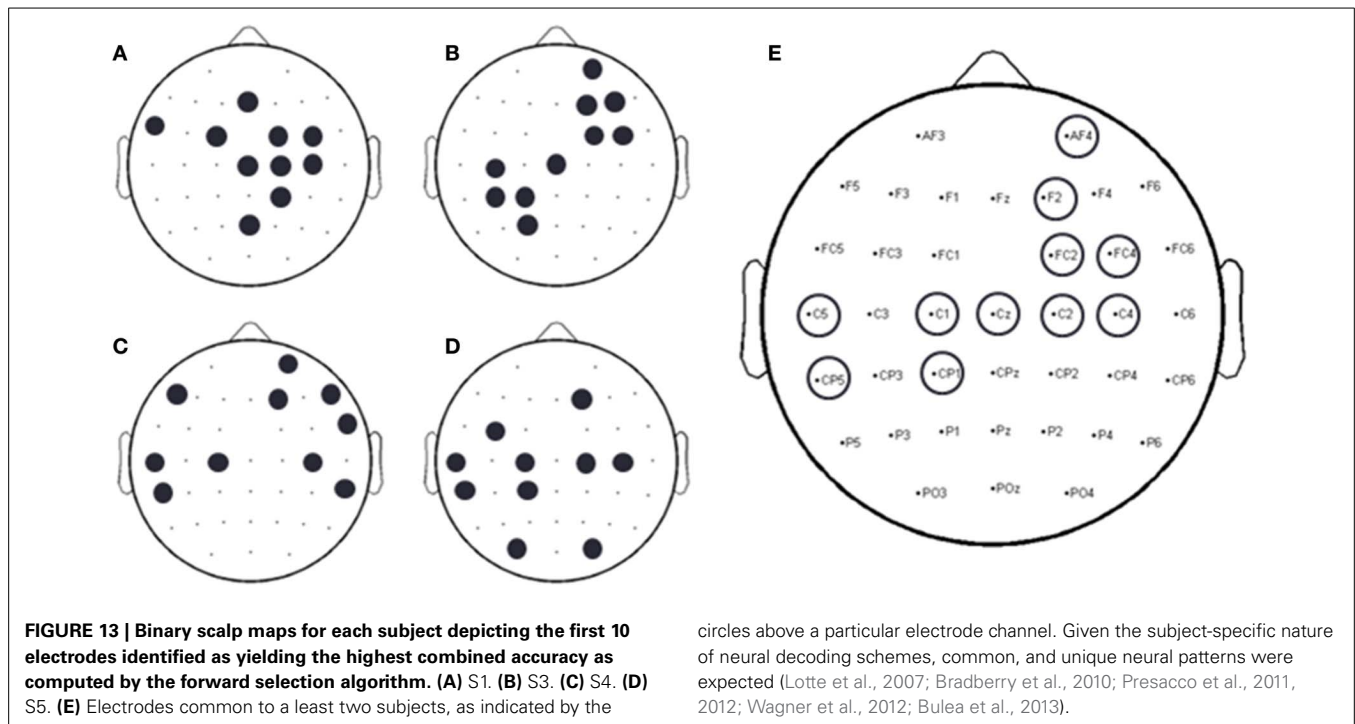 A
B
E
AF3
AF4
F5
F3
F1
Fz
F2
F4
F6
FC5
FC3
FC1
FC2
FC4
FC6
C5
C3
C1
Cz
C2
C4
C6
C
D
CP5
CP3
CP1
CPz
CP2
CP4
CP6
P5
P3
P1
Pz
P2
P4
P6
PO3
POz
PO4
FIGURE 13 | Binary scalp maps for each subject depicting the first 10
electrodes identified as yielding the highest combined accuracy as
computed by the forward selection algorithm. (A) S1. (B) S3. (C) S4. (D)
S5. (E) Electrodes common to a least two subjects, as indicated by the
circles above a particular electrode channel. Given the subject-specific nature
of neural decoding schemes, common, and unique neural patterns were
expected (Lotte et al., 2007; Bradberry et al., 2010; Presacco et al., 2011,
2012; Wagner et al., 2012; Bulea et al., 2013).